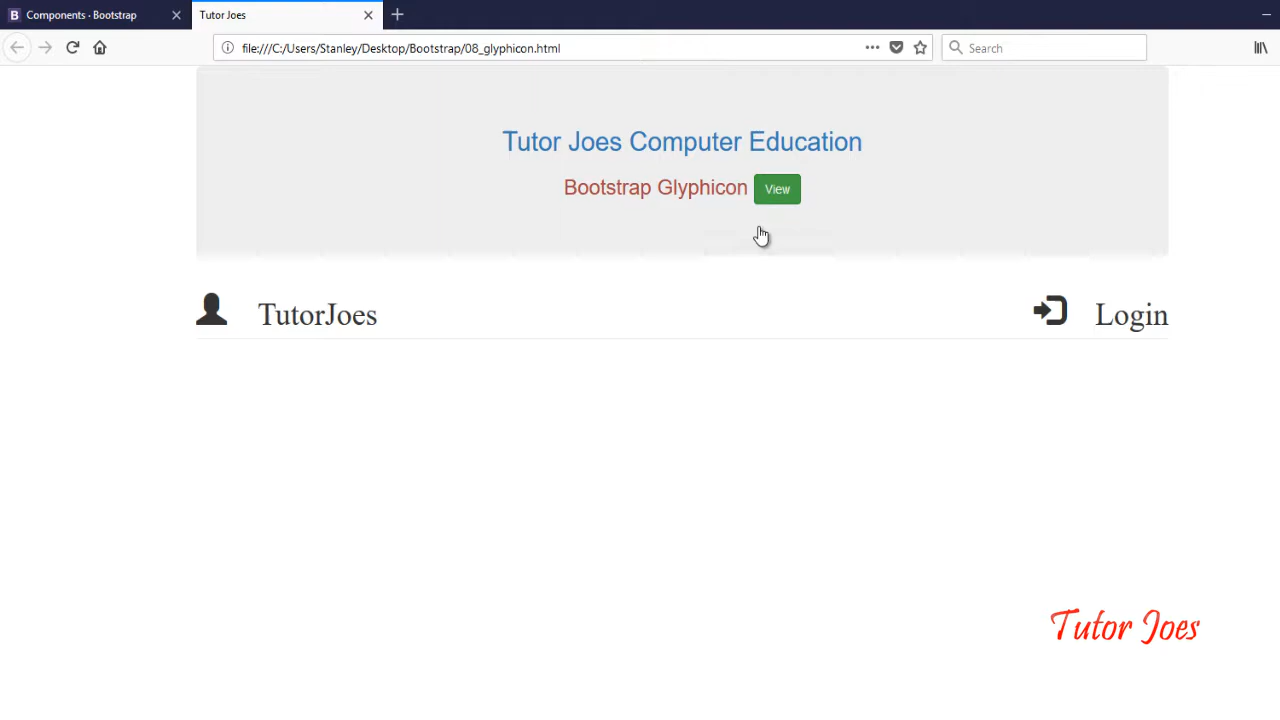 B Components · Bootstrap
Tutor Joes
file:///C:/Users/Stanley/Desktop/Bootstrap/08_glyphicon.html
Search
Tutor Joes Computer Education
Bootstrap Glyphicon View
TutorJoes
Login
Tutor Joes